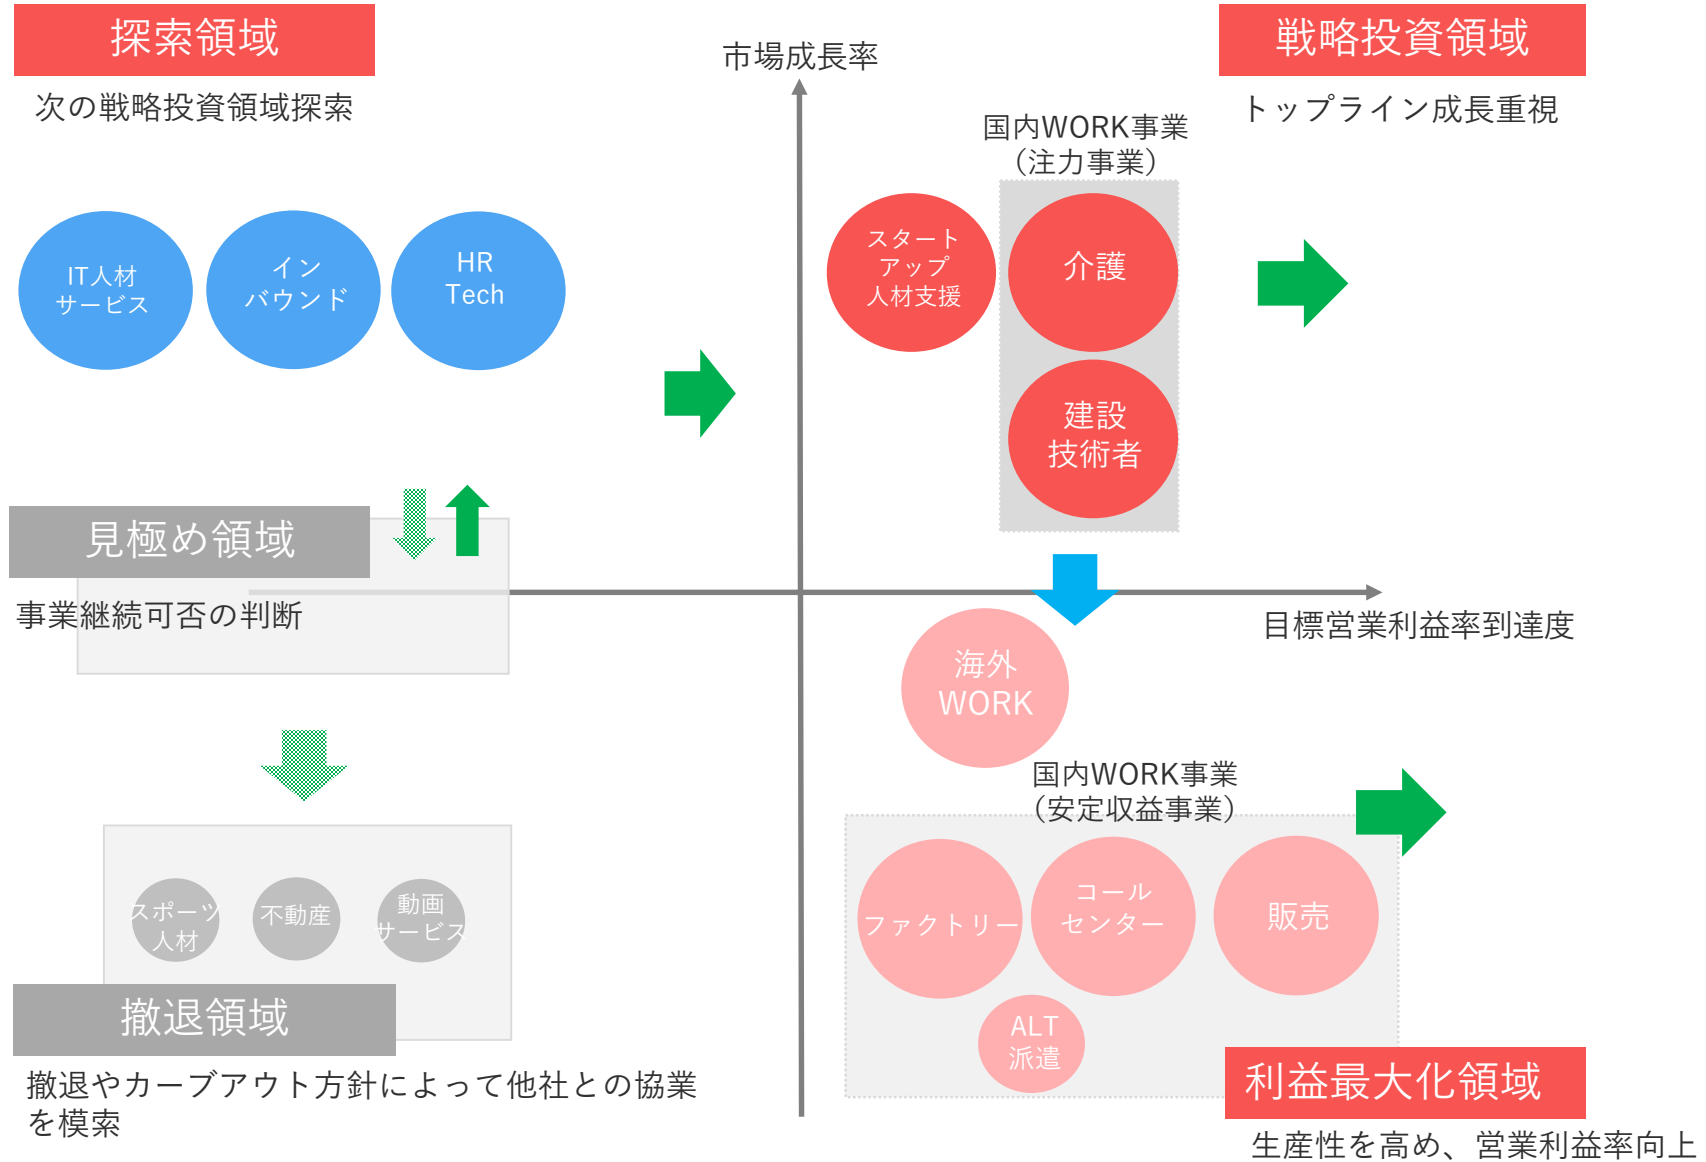 探索領域
次の戦略投資領域探索
市場成長率
戦略投資領域
トップライン成長重視
国内WORK事業
（注力事業）
IT人材
サービス
イン
バウンド
HR
Tech
スタート
アップ
人材支援
介護
建設
技術者
見極め領域
事業継続可否の判断
目標営業利益率到達度
海外
WORK
国内WORK事業
（安定収益事業）
スポーツ
人材
不動産
動画
サービス
ファクトリー
コール
センター
販売
ALT
派遣
撤退領域
撤退やカーブアウト方針によって他社との協業
を模索
利益最大化領域
生産性を高め、営業利益率向上